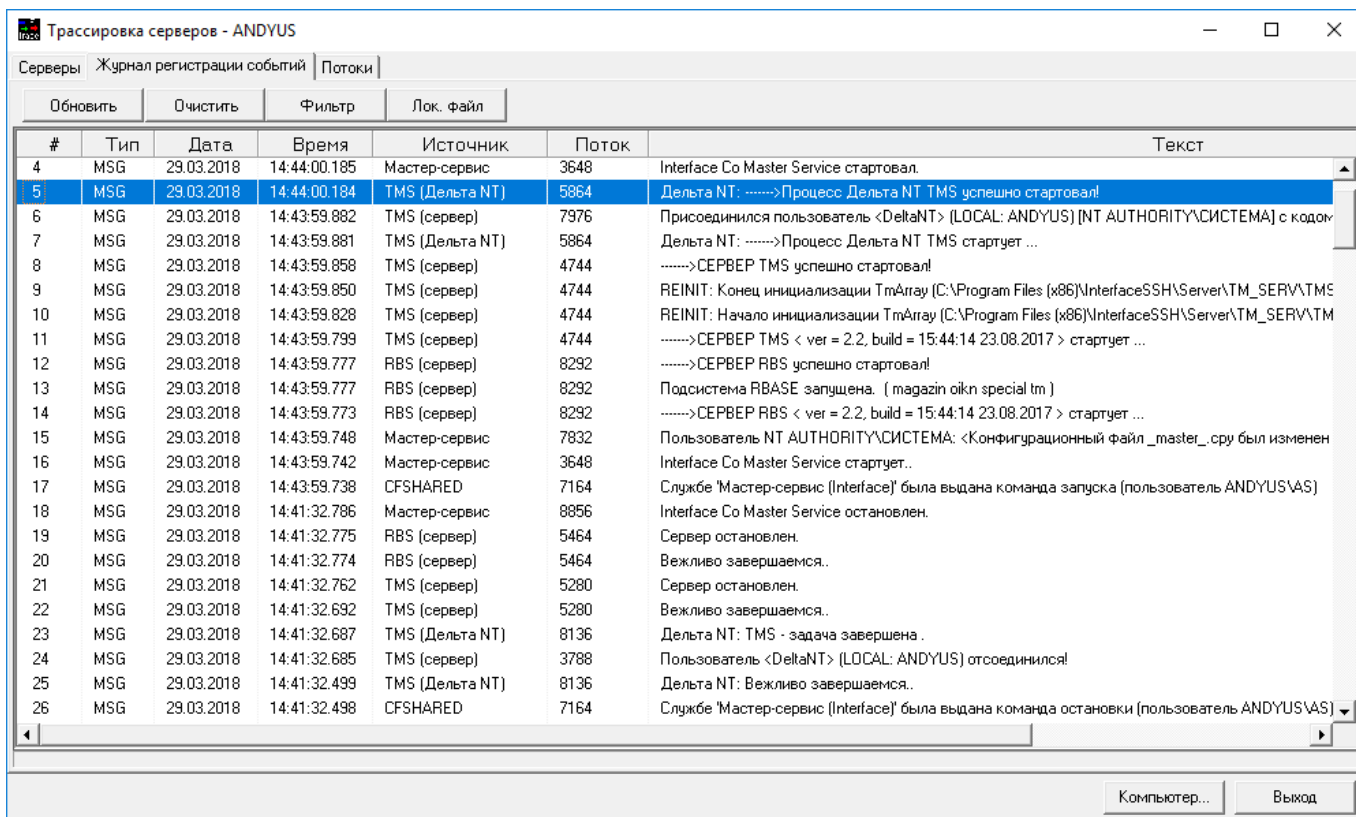 Трассировка серверов - ANDYUS
Серверы Журнал регистрации событий Потоки
Обновить Очистить Фильтр Лок. файл
# Тип Дата Время Источник Поток Текст
4 MSG 29.03.2018 14:44:00.185 Мастер-сервис 3648 Interface Co Master Service стартовал.
5 MSG 29.03.2018 14:44:00.184 TMS (Дельта NT) 5864 Дельта NT: ------->Процесс Дельта NT TMS успешно стартовал!
6 MSG 29.03.2018 14:43:59.882 TMS (сервер) 7976 Присоединился пользователь <DeltaNT> (LOCAL: ANDYUS) [NT AUTHORITY\СИСТЕМА] с кодом
7 MSG 29.03.2018 14:43:59.881 TMS (Дельта NT) 5864 Дельта NT: ------->Процесс Дельта NT TMS стартует ...
8 MSG 29.03.2018 14:43:59.858 TMS (сервер) 4744 ------->СЕРВЕР TMS успешно стартовал!
9 MSG 29.03.2018 14:43:59.850 TMS (сервер) 4744 REINIT: Конец инициализации TmArray (C:\Program Files (x86)\InterfaceSSH\Server\TM_SERV\TMS
10 MSG 29.03.2018 14:43:59.828 TMS (сервер) 4744 REINIT: Начало инициализации TmArray (C:\Program Files (x86)\InterfaceSSH\Server\TM_SERV\TM
11 MSG 29.03.2018 14:43:59.799 TMS (сервер) 4744 ------->СЕРВЕР TMS < ver = 2.2, build = 15:44:14 23.08.2017 > стартует ...
12 MSG 29.03.2018 14:43:59.777 RBS (сервер) 8292 ------->СЕРВЕР RBS успешно стартовал!
13 MSG 29.03.2018 14:43:59.777 RBS (сервер) 8292 Подсистема RBASE запущена. ( magazin oikn special tm )
14 MSG 29.03.2018 14:43:59.773 RBS (сервер) 8292 ------->СЕРВЕР RBS < ver = 2.2, build = 15:44:14 23.08.2017 > стартует ...
15 MSG 29.03.2018 14:43:59.748 Мастер-сервис 7832 Пользователь NT AUTHORITY\СИСТЕМА: <Конфигурационный файл _master_.cpy был изменен
16 MSG 29.03.2018 14:43:59.742 Мастер-сервис 3648 Interface Co Master Service стартует..
17 MSG 29.03.2018 14:43:59.738 CFSHARED 7164 Службе 'Мастер-сервис (Interface)' была выдана команда запуска (пользователь ANDYUS\AS)
18 MSG 29.03.2018 14:41:32.786 Мастер-сервис 8856 Interface Co Master Service остановлен.
19 MSG 29.03.2018 14:41:32.775 RBS (сервер) 5464 Сервер остановлен.
20 MSG 29.03.2018 14:41:32.774 RBS (сервер) 5464 Вежливо завершаемся..
21 MSG 29.03.2018 14:41:32.762 TMS (сервер) 5280 Сервер остановлен.
22 MSG 29.03.2018 14:41:32.692 TMS (сервер) 5280 Вежливо завершаемся..
23 MSG 29.03.2018 14:41:32.687 TMS (Дельта NT) 8136 Дельта NT: TMS - задача завершена .
24 MSG 29.03.2018 14:41:32.685 TMS (сервер) 3788 Пользователь <DeltaNT> (LOCAL: ANDYUS) отсоединился!
25 MSG 29.03.2018 14:41:32.499 TMS (Дельта NT) 8136 Дельта NT: Вежливо завершаемся..
26 MSG 29.03.2018 14:41:32.498 CFSHARED 7164 Службе 'Мастер-сервис (Interface)' была выдана команда остановки (пользователь ANDYUS\AS)
Компьютер... Выход